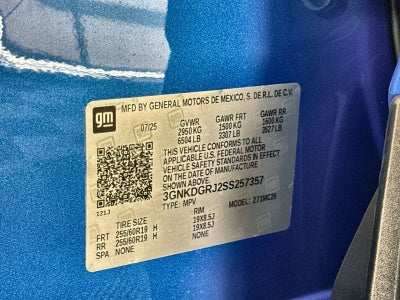 gm
MFD BY GENERAL MOTORS DE MEXICO, S. DE R.L. DE C.V.
07/25 GVWR GAWR FRT GAWR RR
2950 KG 1500 KG 1600 KG
6504 LB 3307 LB 3527 LB
THIS VEHICLE CONFORMS TO ALL
APPLICABLE U.S. FEDERAL MOTOR
VEHICLE SAFETY STANDARDS IN EFFECT
ON THE DATE OF MANUFACTURE
SHOWN ABOVE.
3GNKDGRJ2SS257357
TYPE: MPV MODEL: 273MC26
121J
TIRE SIZE RIM
FRT 255/60R19 H 19X8.5J
RR 255/60R19 H 19X8.5J
SPA NONE NONE